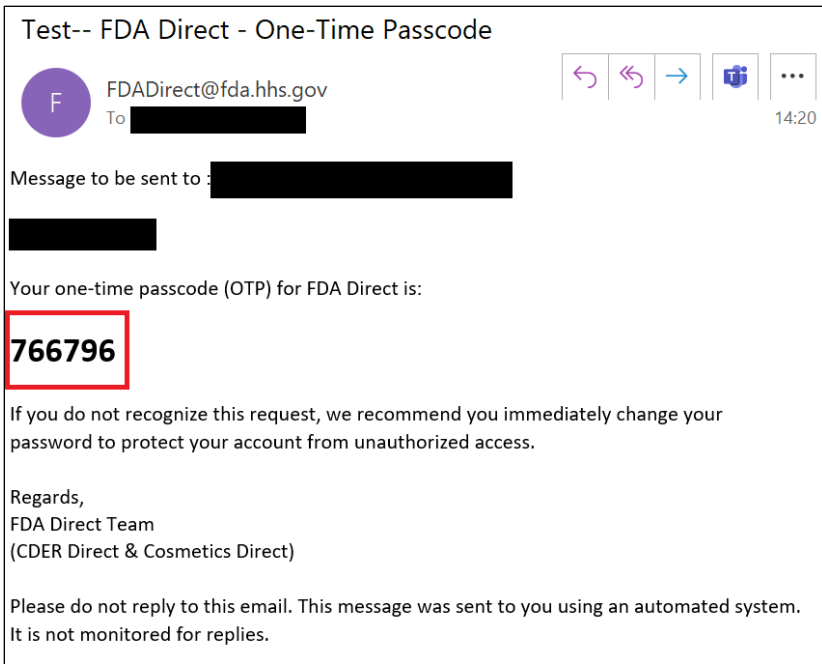 Test-- FDA Direct - One-Time Passcode
F
FDADirect@fda.hhs.gov
To
14:20
Message to be sent to :
Your one-time passcode (OTP) for FDA Direct is:
766796
If you do not recognize this request, we recommend you immediately change your
password to protect your account from unauthorized access.
Regards,
FDA Direct Team
(CDER Direct & Cosmetics Direct)
Please do not reply to this email. This message was sent to you using an automated system.
It is not monitored for replies.